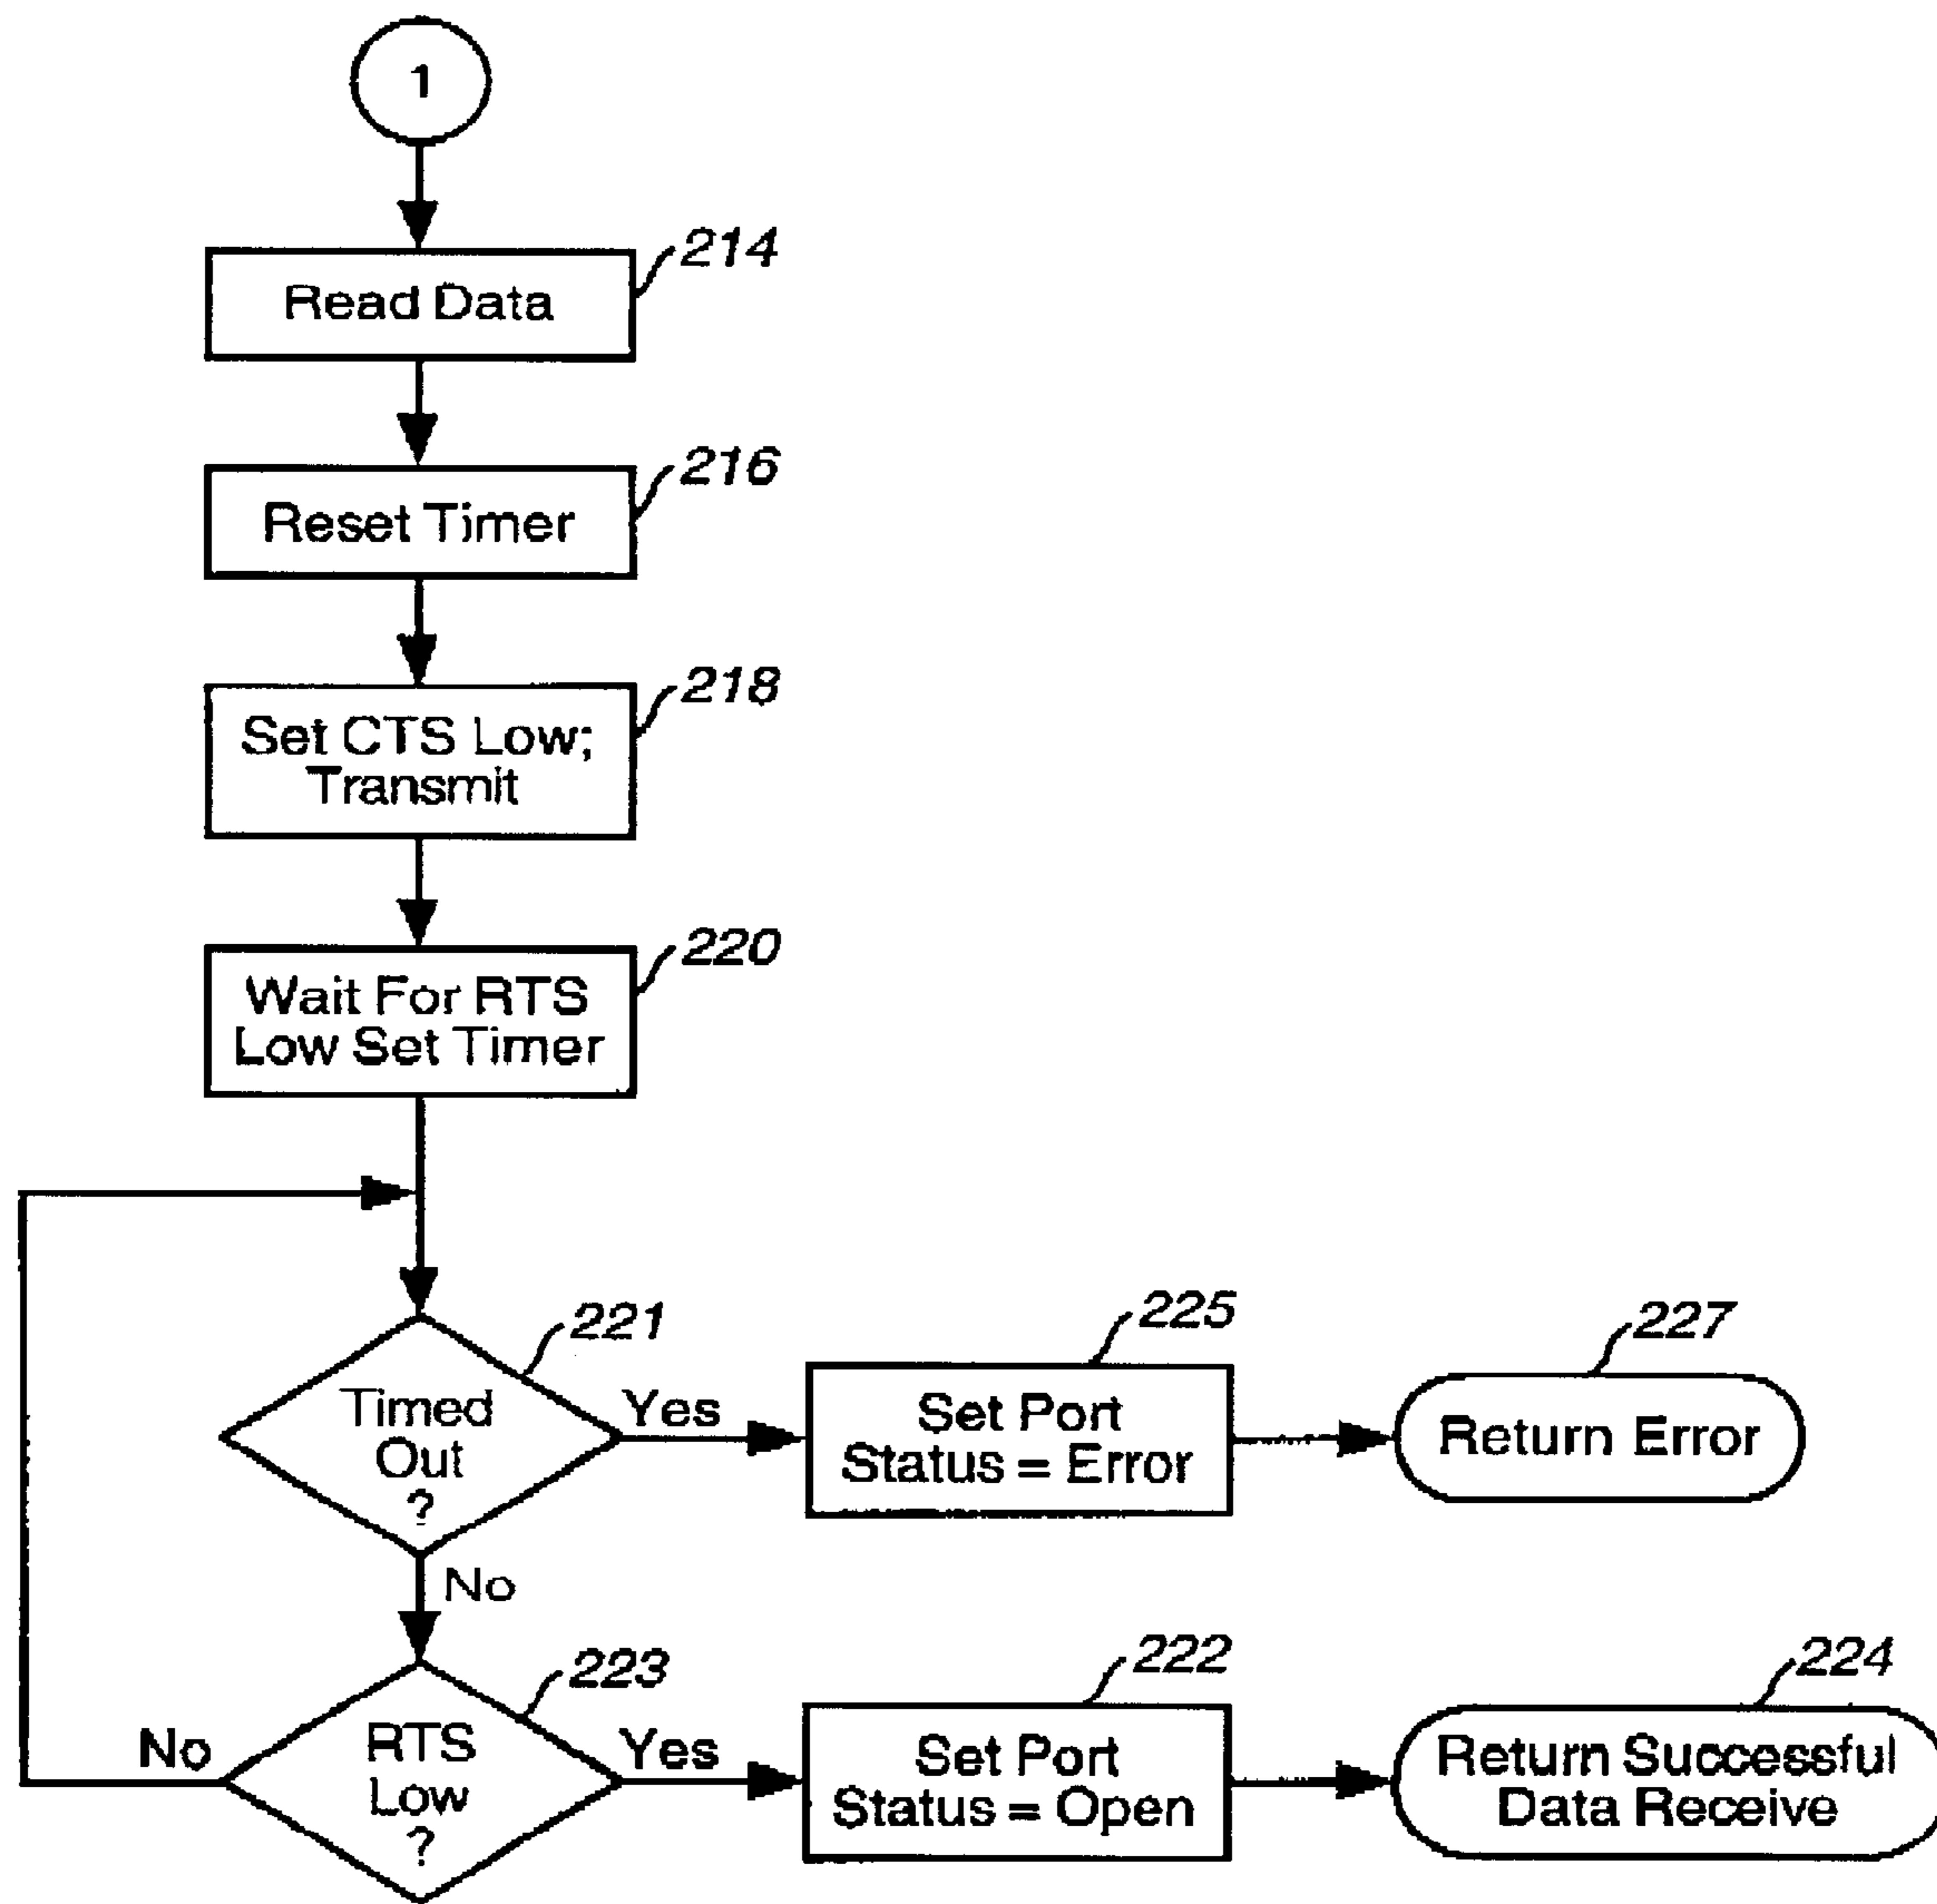 1
214
Read Data
216
Reset Timer
218
Set CTS Low;
Transmit
220
Wait For RTS
Low Set Timer
221
Timed
Out
?
Yes
225
Set Port
Status = Error
227
Return Error
No
223
RTS
Low
?
No
Yes
222
Set Port
Status = Open
224
Return Successful
Data Receive